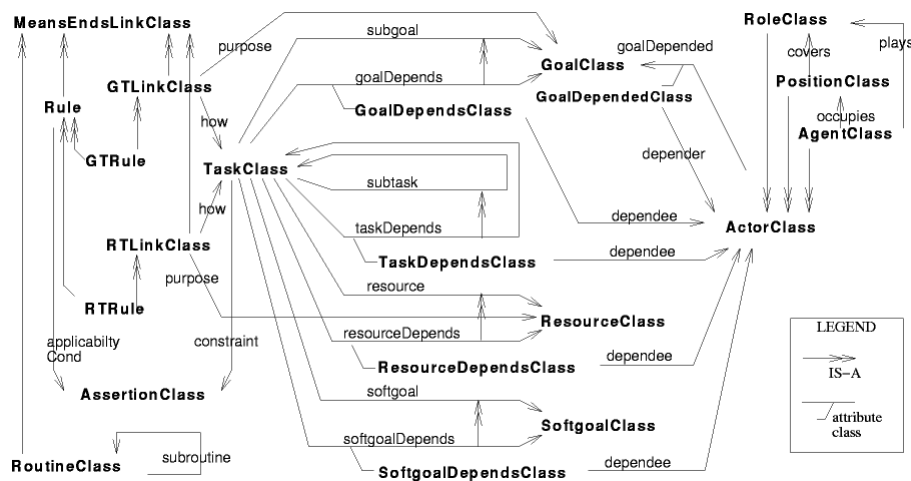 MeansEndsLinkClass
RoleClass
subgoal
purpose
goalDepended
covers
plays
GoalClass
GTLinkClass
goalDepends
PositionClass
Rule
GoalDependedClass
GoalDependsClass
occupies
AgentClass
how
GTRule
depender
TaskClass
subtask
how
dependee
taskDepends
ActorClass
RTLinkClass
dependee
TaskDependsClass
purpose
resource
RTRule
ResourceClass
LEGEND
applicabilty
Cond
constraint
resourceDepends
dependee
ResourceDependsClass
IS-A
AssertionClass
softgoal
attribute
class
SoftgoalClass
softgoalDepends
RoutineClass
subroutine
SoftgoalDependsClass
dependee